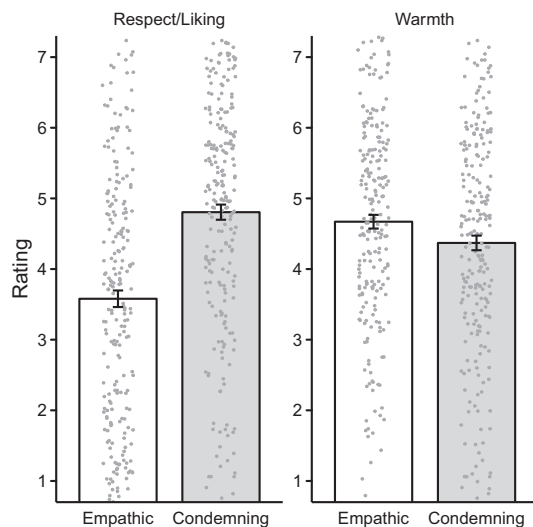 Respect/Liking
Warmth
Rating
7
6
5
4
3
2
1
7
6
5
4
3
2
1
Empathic
Condemning
Empathic
Condemning